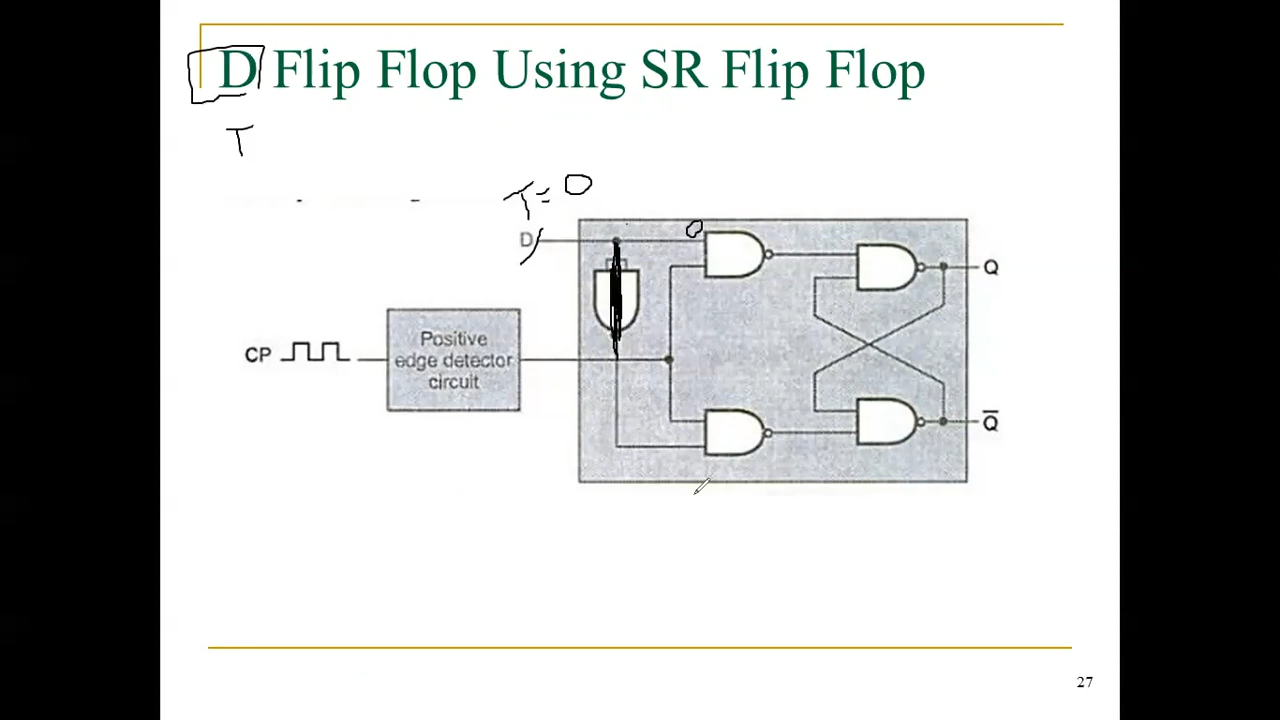 D Flip Flop Using SR Flip Flop
T
T = 0
D
0
Q
CP
Positive
edge detector
circuit
Q̅
27